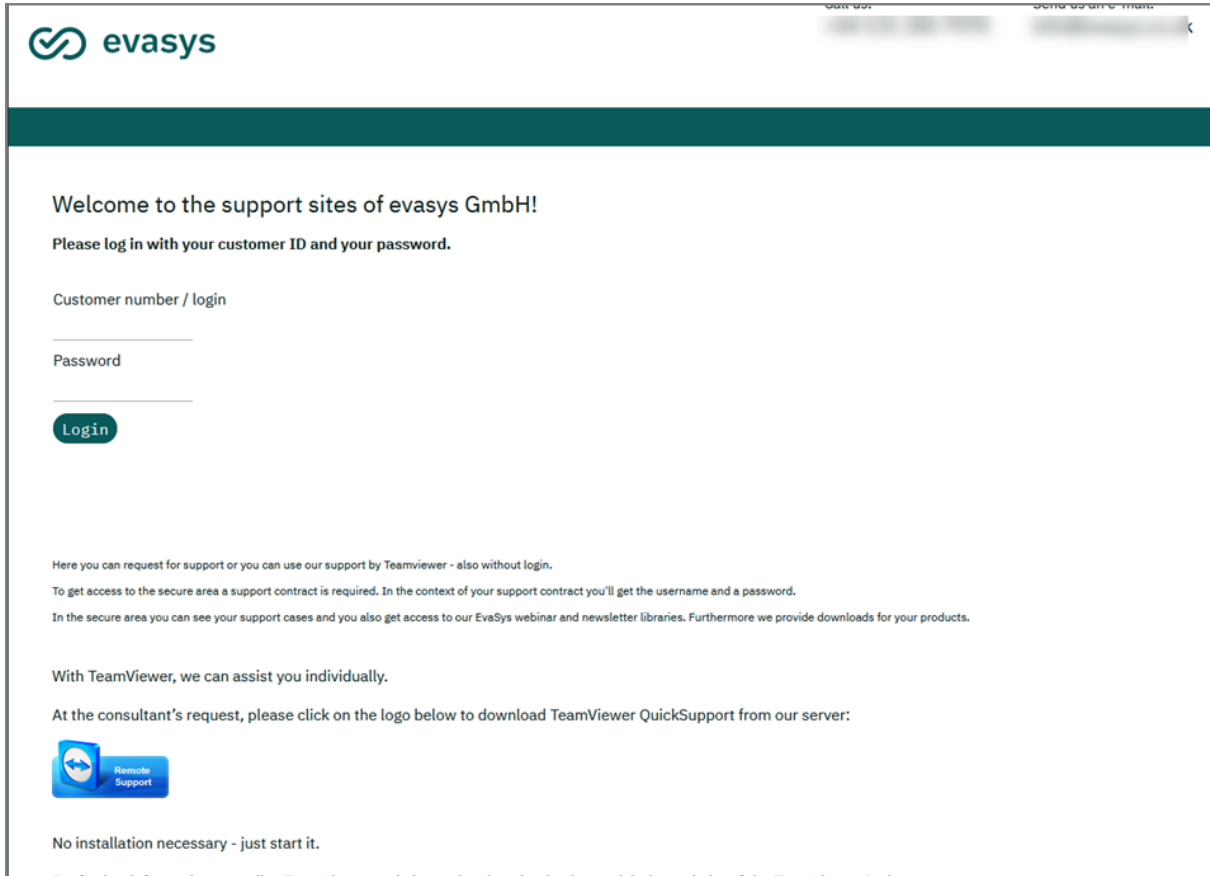 Call us:
Send us an e-mail:
k
evasys
Welcome to the support sites of evasys GmbH!
Please log in with your customer ID and your password.
Customer number / login
Password
Login
Here you can request for support or you can use our support by Teamviewer - also without login.
To get access to the secure area a support contract is required. In the context of your support contract you'll get the username and a password.
In the secure area you can see your support cases and you also get access to our EvaSys webinar and newsletter libraries. Furthermore we provide downloads for your products.
With TeamViewer, we can assist you individually.
At the consultant's request, please click on the logo below to download TeamViewer QuickSupport from our server:
Remote
Support
No installation necessary - just start it.